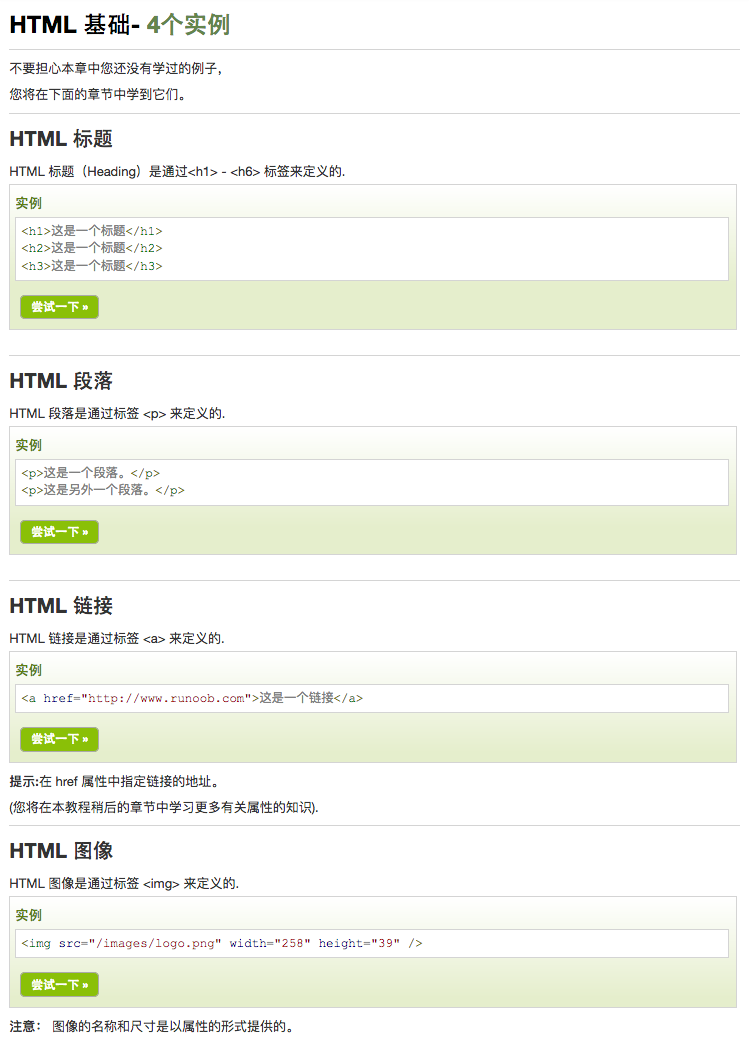 HTML 基础- 4个实例
不要担心本章中您还没有学过的例子，
您将在下面的章节中学到它们。
HTML 标题
HTML 标题（Heading）是通过<h1> - <h6> 标签来定义的.
实例
<h1>这是一个标题</h1>
<h2>这是一个标题</h2>
<h3>这是一个标题</h3>
尝试一下 »
HTML 段落
HTML 段落是通过标签 <p> 来定义的.
实例
<p>这是一个段落。</p>
<p>这是另外一个段落。</p>
尝试一下 »
HTML 链接
HTML 链接是通过标签 <a> 来定义的.
实例
<a href="http://www.runoob.com">这是一个链接</a>
尝试一下 »
提示:在 href 属性中指定链接的地址。
(您将在本教程稍后的章节中学习更多有关属性的知识).
HTML 图像
HTML 图像是通过标签 <img> 来定义的.
实例
<img src="/images/logo.png" width="258" height="39" />
尝试一下 »
注意： 图像的名称和尺寸是以属性的形式提供的。